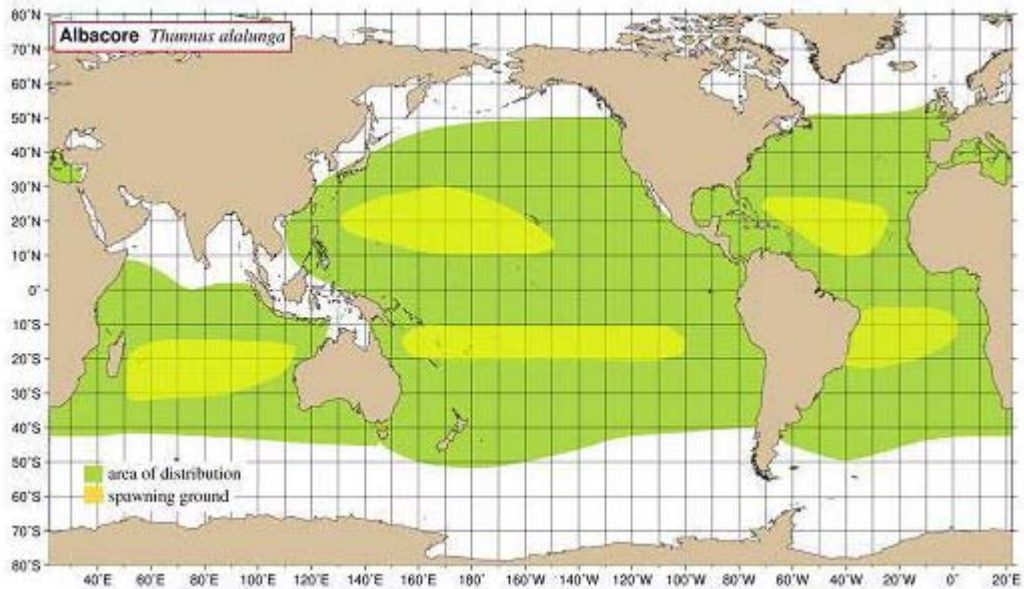 80˚N
Albacore Thunnus alalunga
70˚N
60˚N
50˚N
40˚N
30˚N
20˚N
10˚N
0˚
10˚S
20˚S
30˚S
40˚S
50˚S
area of distribution
spawning ground
60˚S
70˚S
80˚S
40˚E 60˚E 80˚E 100˚E 120˚E 140˚E 160˚E 180˚ 160˚W 140˚W 120˚W 100˚W 80˚W 60˚W 40˚W 20˚W 0˚ 20˚E